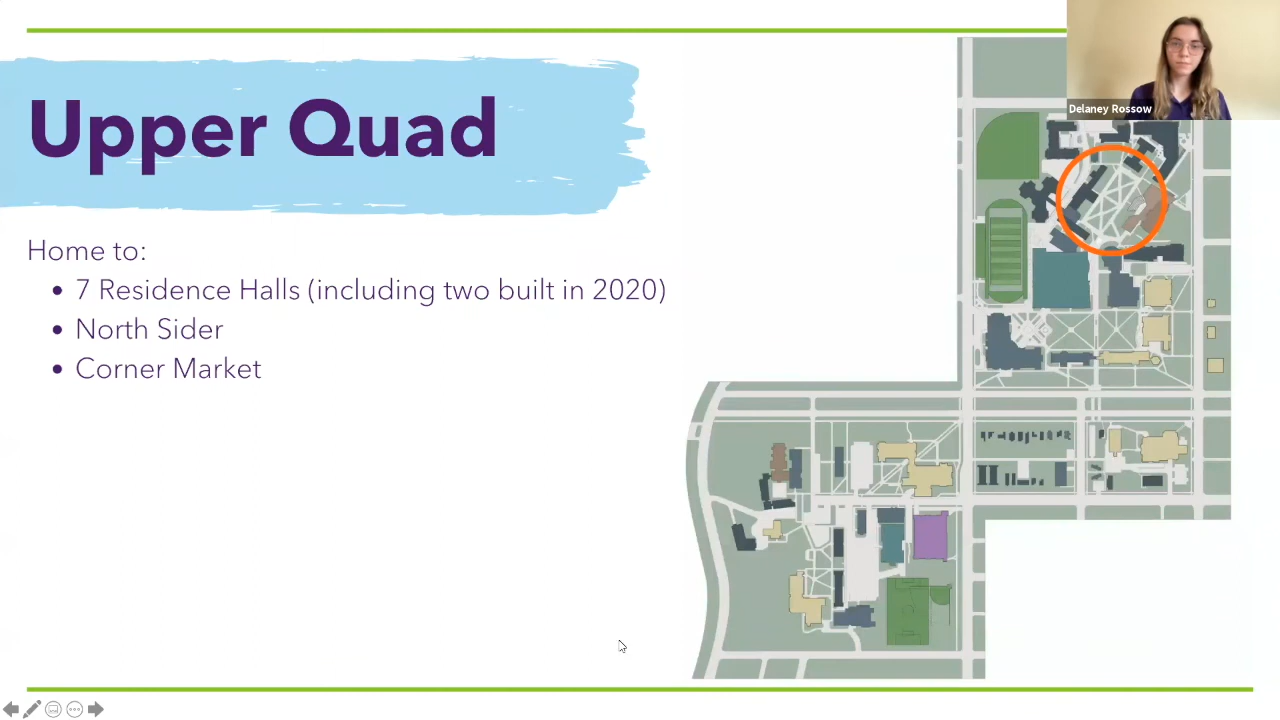 Upper Quad
Home to:
• 7 Residence Halls (including two built in 2020)
• North Sider
• Corner Market
Delaney Rossow